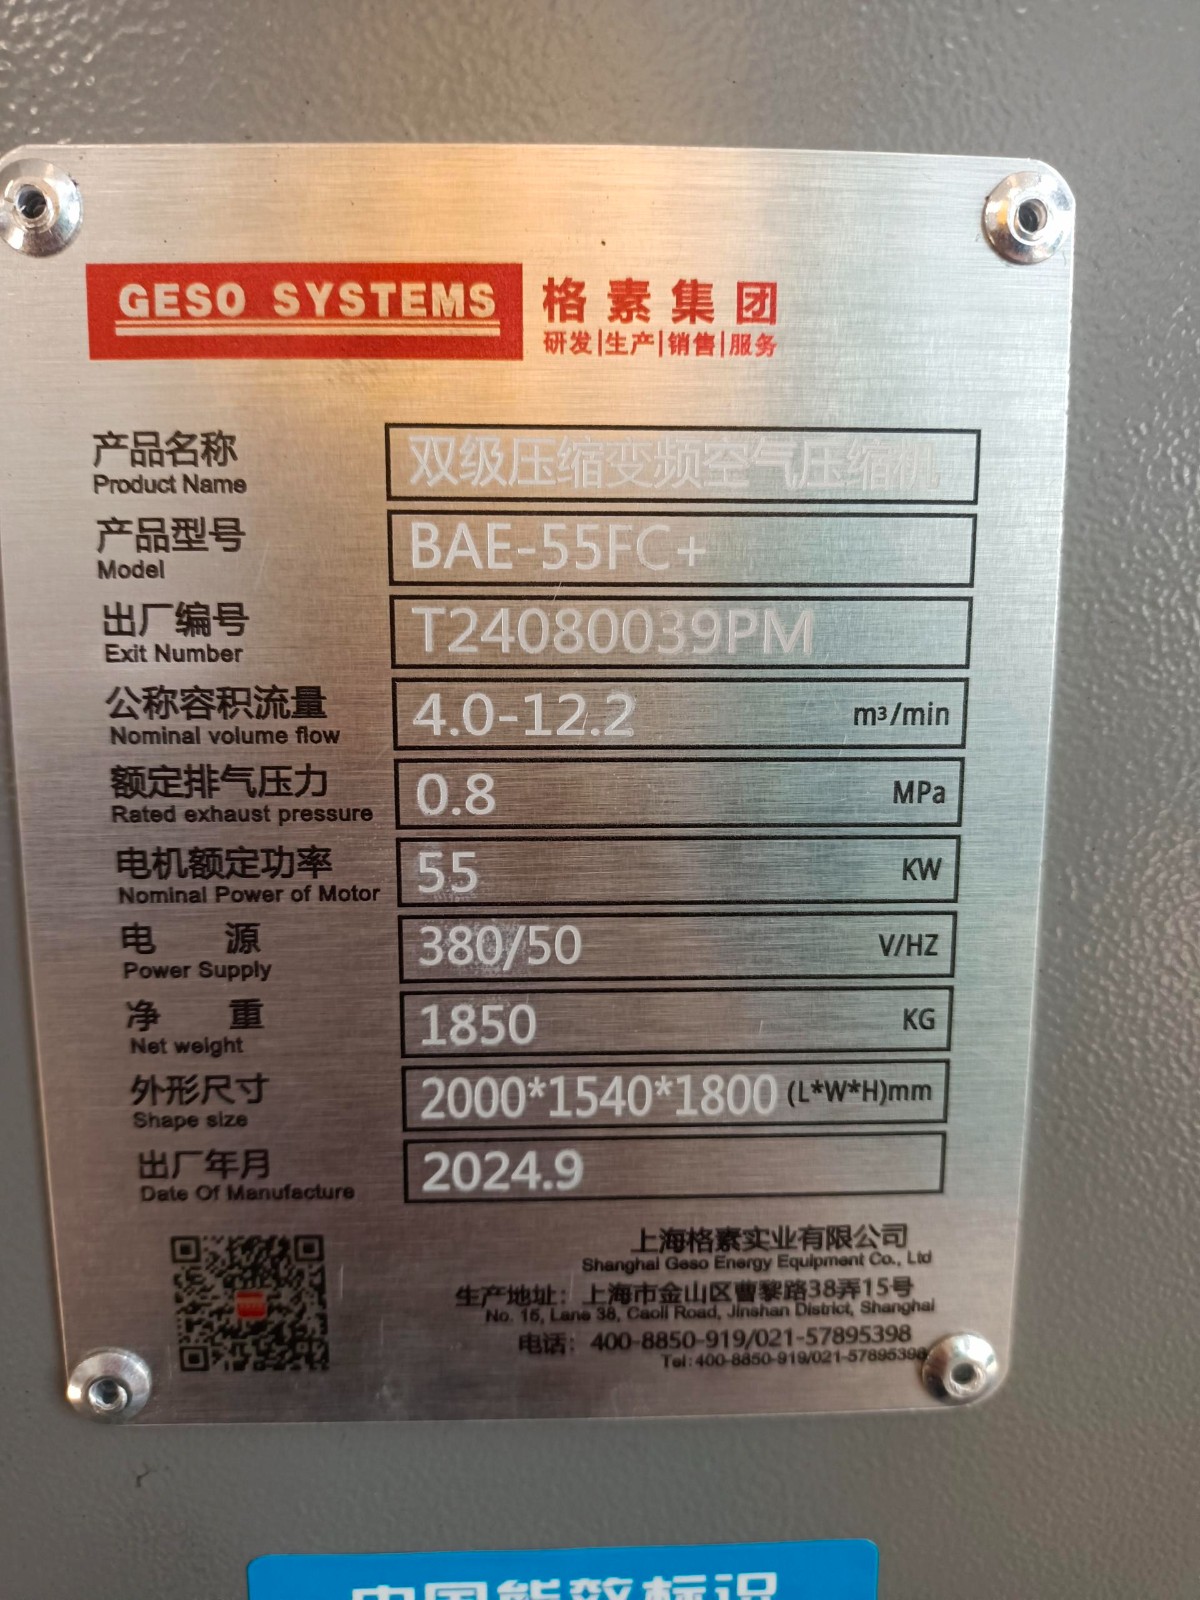 GESO SYSTEMS 格素集团
研发|生产|销售|服务
产品名称 双级压缩变频空气压缩机
Product Name
产品型号 BAE-55FC+
Model
出厂编号 T24080039PM
Exit Number
公称容积流量 4.0-12.2 m³/min
Nominal volume flow
额定排气压力 0.8 MPa
Rated exhaust pressure
电机额定功率 55 KW
Nominal Power of Motor
电源 380/50 V/HZ
Power Supply
净重 1850 KG
Net weight
外形尺寸 2000*1540*1800 (L*W*H)mm
Shape size
出厂年月 2024.9
Date Of Manufacture
上海格素实业有限公司
Shanghai Geso Energy Equipment Co., Ltd
生产地址：上海市金山区曹黎路38弄15号
No. 15, Lane 38, Caoli Road, Jinshan District, Shanghai
电话：400-8850-919/021-57895398
Tel:400-8850-919/021-57895398
中国能效标识